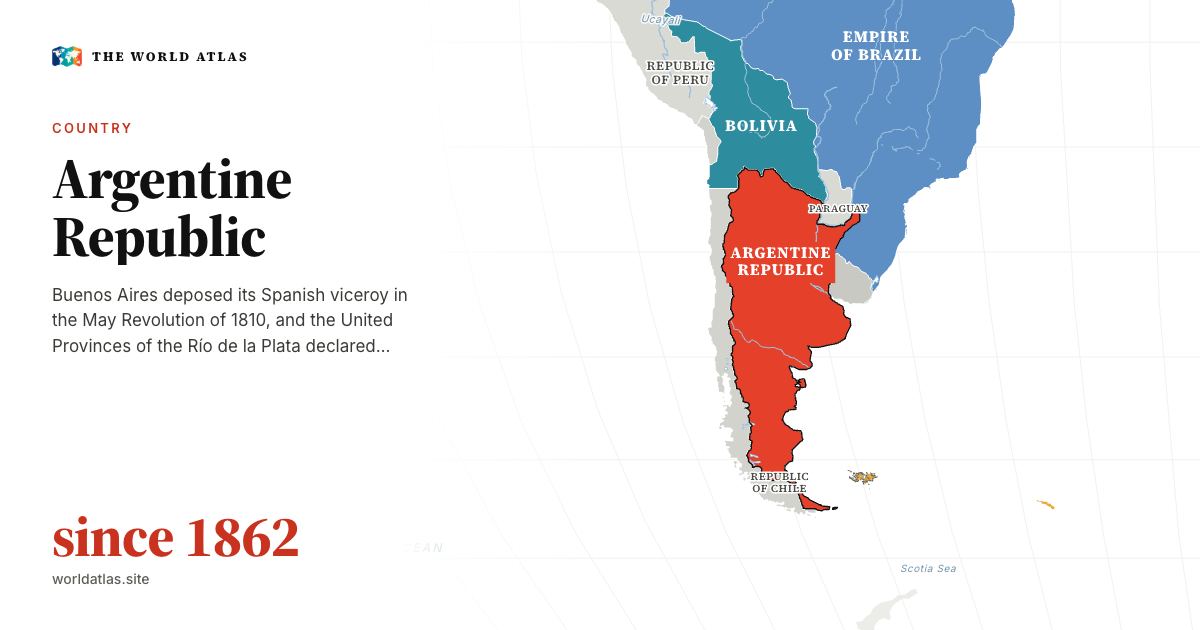 THE WORLD ATLAS
COUNTRY
Argentine
Republic
Buenos Aires deposed its Spanish viceroy in
the May Revolution of 1810, and the United
Provinces of the Río de la Plata declared...
since 1862
worldatlas.site
Ucayali
EMPIRE
OF BRAZIL
REPUBLIC
OF PERU
BOLIVIA
PARAGUAY
ARGENTINE
REPUBLIC
REPUBLIC
OF CHILE
EAN
Scotia Sea